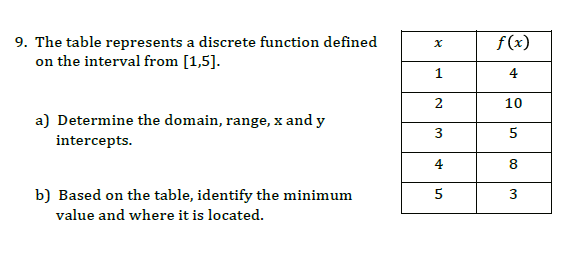 9. The table represents a discrete function defined
on the interval from [1,5].
a) Determine the domain, range, x and y
intercepts.
b) Based on the table, identify the minimum
value and where it is located.
x f(x)
1 4
2 10
3 5
4 8
5 3